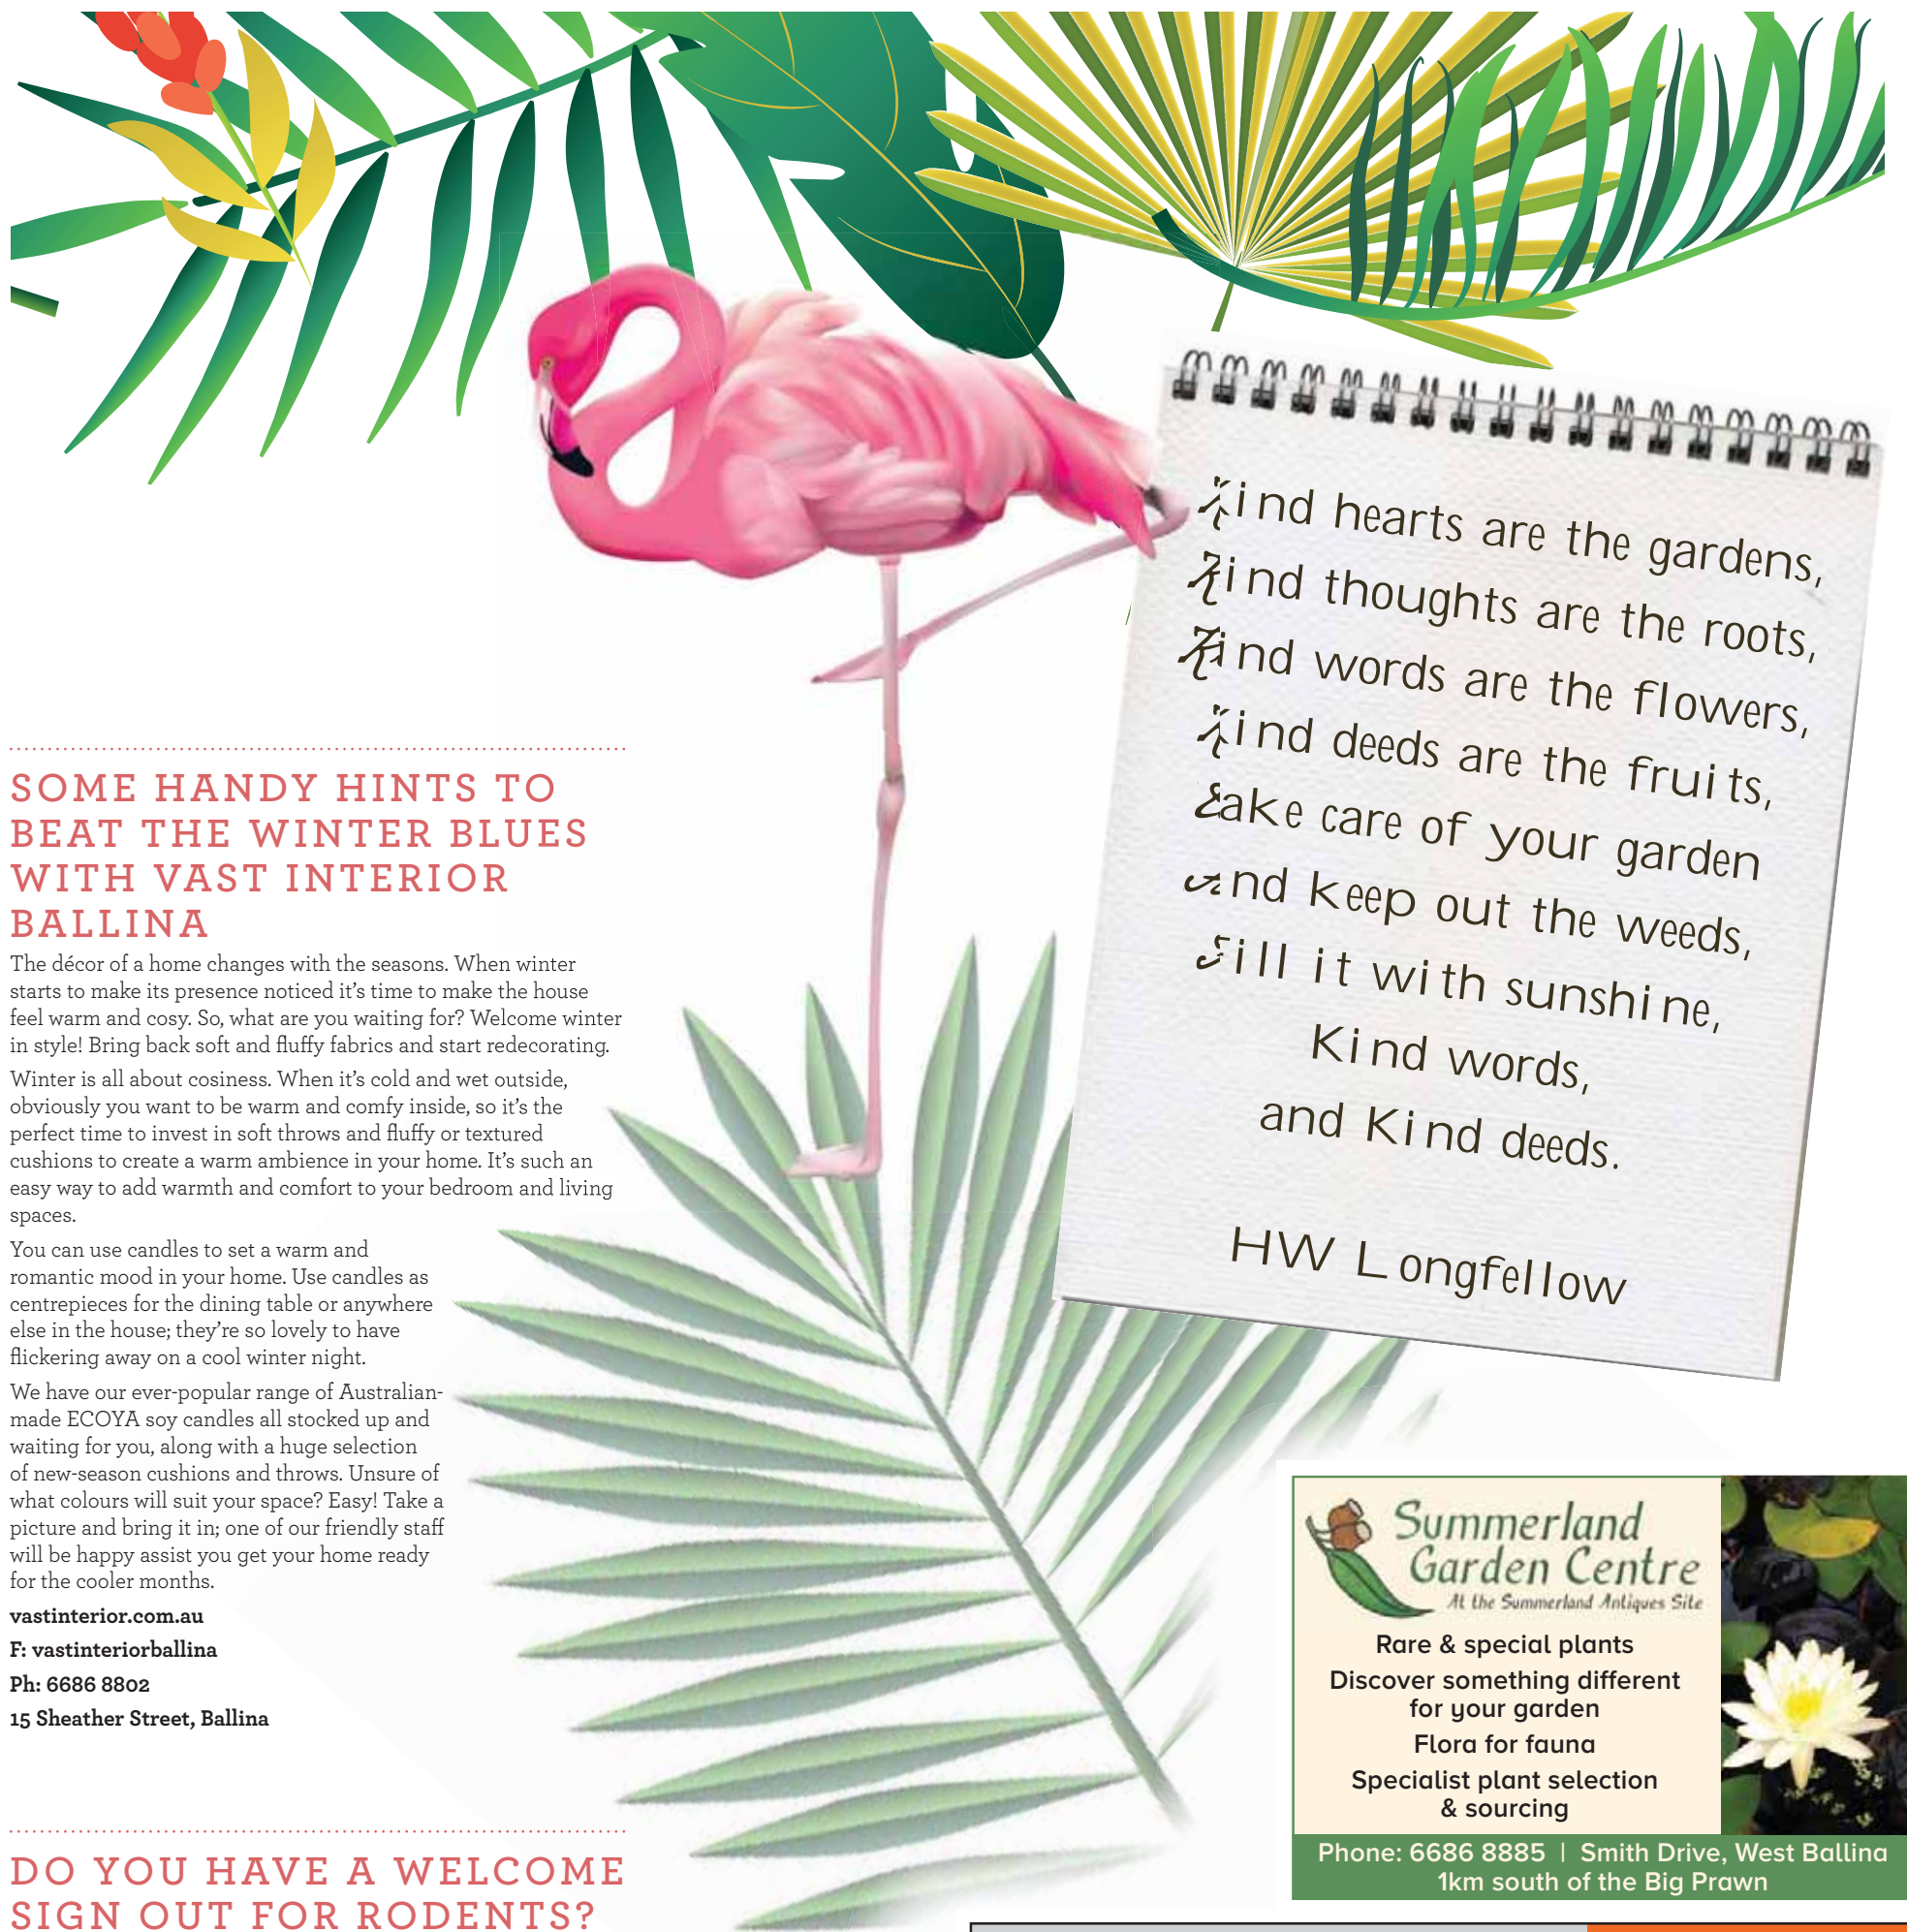 Kind hearts are the gardens,
Kind thoughts are the roots,
Kind words are the flowers,
Kind deeds are the fruits,
Take care of your garden
And keep out the weeds,
Fill it with sunshine,
Kind words,
and Kind deeds.
HW Longfellow
SOME HANDY HINTS TO
BEAT THE WINTER BLUES
WITH VAST INTERIOR
BALLINA
The décor of a home changes with the seasons. When winter
starts to make its presence noticed it’s time to make the house
feel warm and cosy. So, what are you waiting for? Welcome winter
in style! Bring back soft and fluffy fabrics and start redecorating.
Winter is all about cosiness. When it’s cold and wet outside,
obviously you want to be warm and comfy inside, so it’s the
perfect time to invest in soft throws and fluffy or textured
cushions to create a warm ambience in your home. It’s such an
easy way to add warmth and comfort to your bedroom and living
spaces.
You can use candles to set a warm and
romantic mood in your home. Use candles as
centrepieces for the dining table or anywhere
else in the house; they’re so lovely to have
flickering away on a cool winter night.
We have our ever-popular range of Australian-
made ECOYA soy candles all stocked up and
waiting for you, along with a huge selection
of new-season cushions and throws. Unsure of
what colours will suit your space? Easy! Take a
picture and bring it in; one of our friendly staff
will be happy assist you get your home ready
for the cooler months.
vastinterior.com.au
F: vastinteriorballina
Ph: 6686 8802
15 Sheather Street, Ballina
DO YOU HAVE A WELCOME
SIGN OUT FOR RODENTS?
Summerland
Garden Centre
At the Summerland Antiques Site
Rare & special plants
Discover something different
for your garden
Flora for fauna
Specialist plant selection
& sourcing
Phone: 6686 8885 | Smith Drive, West Ballina
1km south of the Big Prawn